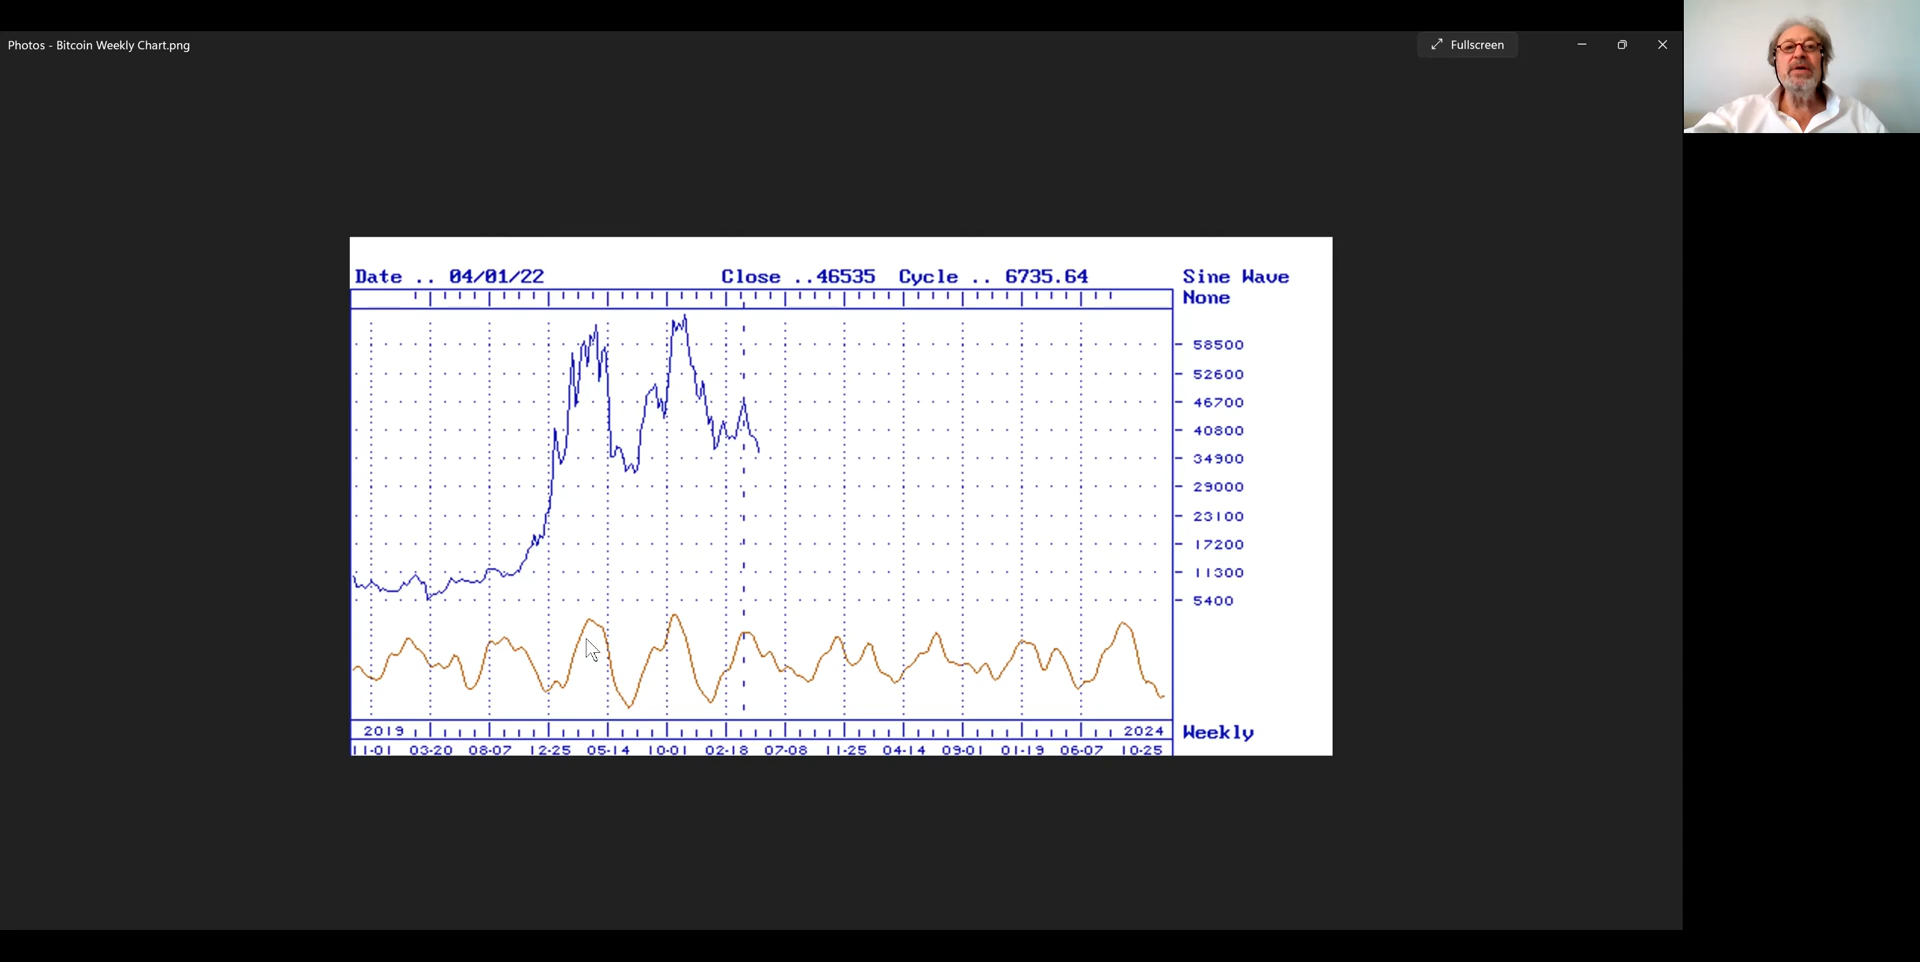 Photos - Bitcoin Weekly Chart.png
Fullscreen
Date .. 04/01/22 Close ..46535 Cycle .. 6735.64 Sine Wave
None
58500
52600
46700
40800
34900
29000
23100
17200
11300
5400
2019 2024 Weekly
11-01 03-20 08-07 12-25 05-14 10-01 02-18 07-08 11-25 04-14 09-01 01-19 06-07 10-25